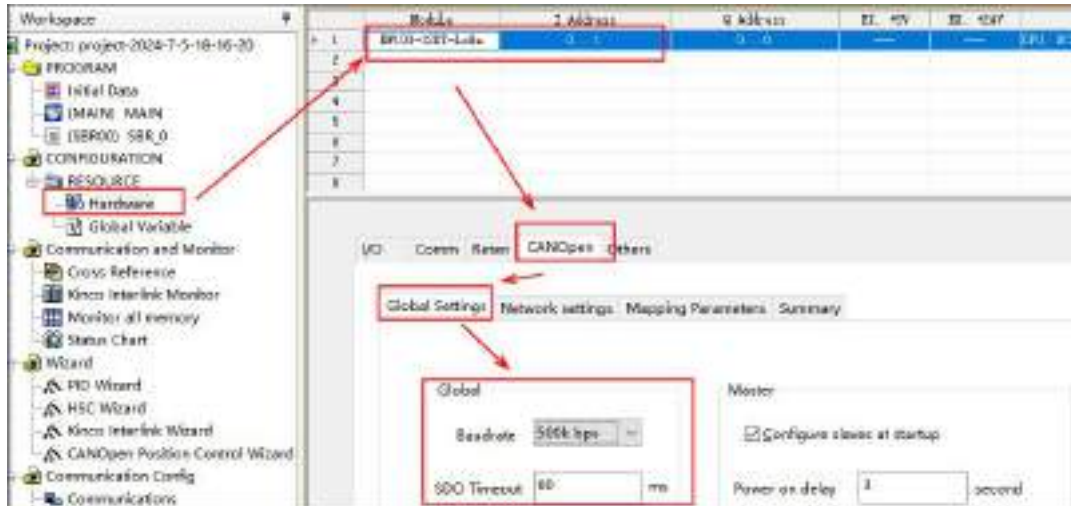 Workspace
Project: project-2024-7-5-18-16-20
PROGRAM
Initial Data
(MAIN) MAIN
(SBR00) SBR_0
CONFIGURATION
RESOURCE
Hardware
Global Variable
Communication and Monitor
Cross Reference
Kinco Interlink Monitor
Monitor all memory
Status Chart
Wizard
PID Wizard
HSC Wizard
Kinco Interlink Wizard
CANOpen Position Control Wizard
Communication Config
Communications
Module I Address Q Address
1
2
3
4
5
6
7
8
I/O Comm Reten CANOpen Others
Global Settings Network settings Mapping Parameters Summary
Global
Baudrate 500k bps
SDO Timeout ms
Master
Configure slaves at startup
Power on delay 3 second